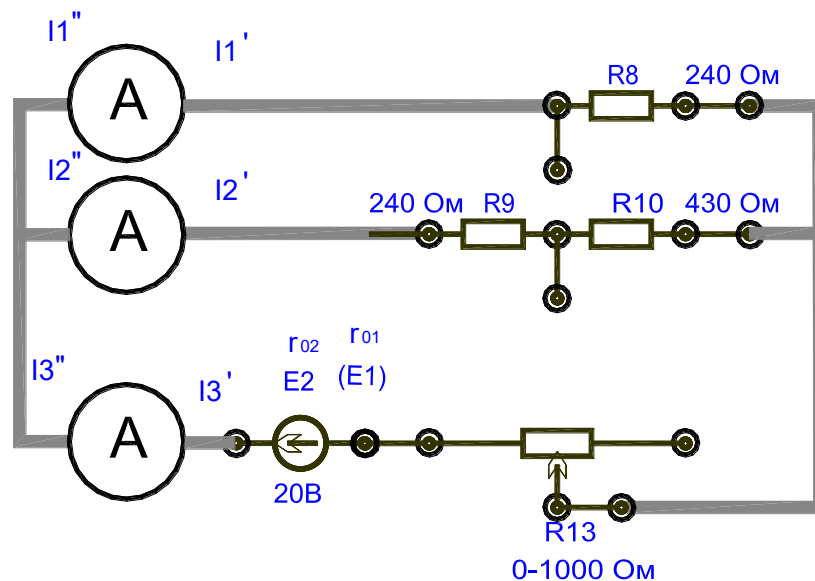 I1" I1'
A R8 240 Ом
I2" I2'
A 240 Ом R9 R10 430 Ом
r02 r01
I3" I3' E2 (E1)
A
20В
R13
0-1000 Ом